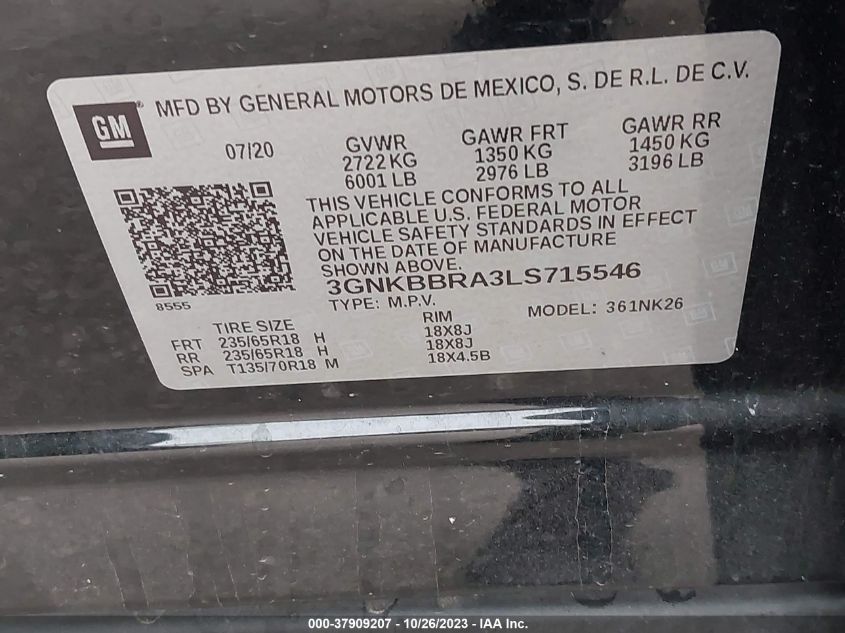 GM
MFD BY GENERAL MOTORS DE MEXICO, S. DE R.L. DE C.V.
07/20
GVWR
2722 KG
6001 LB
GAWR FRT
1350 KG
2976 LB
GAWR RR
1450 KG
3196 LB
THIS VEHICLE CONFORMS TO ALL
APPLICABLE U.S. FEDERAL MOTOR
VEHICLE SAFETY STANDARDS IN EFFECT
ON THE DATE OF MANUFACTURE
SHOWN ABOVE.
8555
3GNKBBRA3LS715546
TYPE: M.P.V.
MODEL: 361NK26
TIRE SIZE RIM
FRT 235/65R18 H 18X8J
RR 235/65R18 H 18X8J
SPA T135/70R18 M 18X4.5B
000-37909207 - 10/26/2023 - IAA Inc.